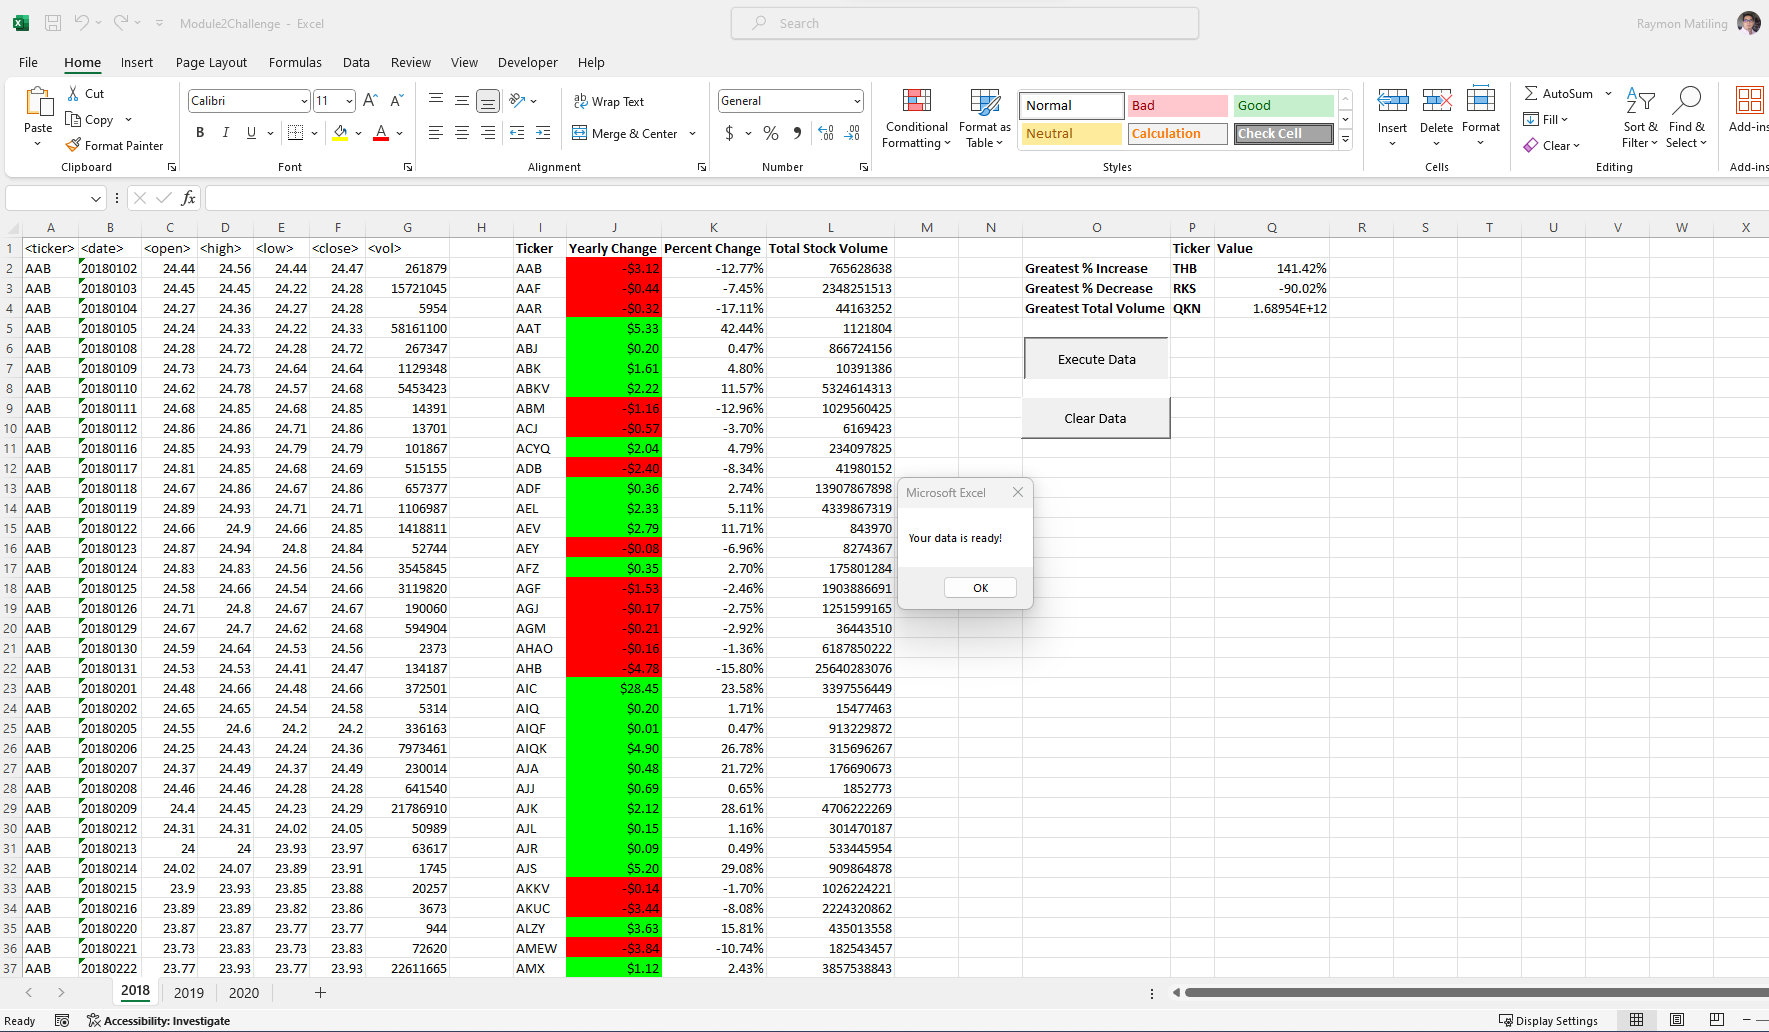 Module2Challenge - Excel
Search
Raymon Matiling
File Home Insert Page Layout Formulas Data Review View Developer Help
Paste
Cut
Copy
Format Painter
Clipboard
Calibri 11
B I U
Font
Wrap Text
Merge & Center
Alignment
General
$ % 9
Number
Conditional Formatting
Format as Table
Normal Bad Good
Neutral Calculation Check Cell
Styles
Insert Delete Format
Cells
AutoSum
Fill
Clear
Sort & Filter
Find & Select
Editing
Add-ins
Add-ins
fx
A B C D E F G H I J K L M N O P Q R S T U V W X
1 <ticker> <date> <open> <high> <low> <close> <vol> Ticker Yearly Change Percent Change Total Stock Volume Ticker Value
2 AAB 20180102 24.44 24.56 24.44 24.47 261879 AAB -$3.12 -12.77% 765628638 Greatest % Increase THB 141.42%
3 AAB 20180103 24.45 24.45 24.22 24.28 15721045 AAF -$0.44 -7.45% 2348251513 Greatest % Decrease RKS -90.02%
4 AAB 20180104 24.27 24.36 24.27 24.28 5954 AAR -$0.32 -17.11% 44163252 Greatest Total Volume QKN 1.68954E+12
5 AAB 20180105 24.24 24.33 24.22 24.33 58161100 AAT $5.33 42.44% 1121804
6 AAB 20180108 24.28 24.72 24.28 24.72 267347 ABJ $0.20 0.47% 866724156
7 AAB 20180109 24.73 24.73 24.64 24.64 1129348 ABK $1.61 4.80% 10391386 Execute Data
8 AAB 20180110 24.62 24.78 24.57 24.68 5453423 ABKV $2.22 11.57% 5324614313
9 AAB 20180111 24.68 24.85 24.68 24.85 14391 ABM -$1.16 -12.96% 1029560425
10 AAB 20180112 24.86 24.86 24.71 24.86 13701 ACJ -$0.57 -3.70% 6169423 Clear Data
11 AAB 20180116 24.85 24.93 24.79 24.79 101867 ACYQ $2.04 4.79% 234097825
12 AAB 20180117 24.81 24.85 24.68 24.69 515155 ADB -$2.40 -8.34% 41980152
13 AAB 20180118 24.67 24.86 24.67 24.86 657377 ADF $0.36 2.74% 13907867898
14 AAB 20180119 24.89 24.93 24.71 24.71 1106987 AEL $2.33 5.11% 4339867319
15 AAB 20180122 24.66 24.9 24.66 24.85 1418811 AEV $2.79 11.71% 843970
16 AAB 20180123 24.87 24.94 24.8 24.84 52744 AEY -$0.08 -6.96% 8274367
17 AAB 20180124 24.83 24.83 24.56 24.56 3545845 AFZ $0.35 2.70% 175801284
18 AAB 20180125 24.58 24.66 24.54 24.66 3119820 AGF -$1.53 -2.46% 1903886691
19 AAB 20180126 24.71 24.8 24.67 24.67 190060 AGJ -$0.17 -2.75% 1251599165
20 AAB 20180129 24.67 24.7 24.62 24.68 594904 AGM -$0.21 -2.92% 36443510
21 AAB 20180130 24.59 24.64 24.53 24.56 2373 AHAO -$0.16 -1.36% 6187850222
22 AAB 20180131 24.53 24.53 24.41 24.47 134187 AHB -$4.78 -15.80% 25640283076
23 AAB 20180201 24.48 24.66 24.48 24.66 372501 AIC $28.45 23.58% 3397556449
24 AAB 20180202 24.65 24.65 24.54 24.58 5314 AIQ $0.20 1.71% 15477463
25 AAB 20180205 24.55 24.6 24.2 24.2 336163 AIQF $0.01 0.47% 913229872
26 AAB 20180206 24.25 24.43 24.24 24.36 7973461 AIQK $4.90 26.78% 315696267
27 AAB 20180207 24.37 24.49 24.37 24.49 230014 AJA $0.48 21.72% 176690673
28 AAB 20180208 24.46 24.46 24.28 24.28 641540 AJJ $0.69 0.65% 1852773
29 AAB 20180209 24.4 24.45 24.23 24.29 21786910 AJK $2.12 28.61% 4706222269
30 AAB 20180212 24.31 24.31 24.02 24.05 50989 AJL $0.15 1.16% 301470187
31 AAB 20180213 24 24 23.93 23.97 63617 AJR $0.09 0.49% 533445954
32 AAB 20180214 24.02 24.07 23.89 23.91 1745 AJS $5.20 29.08% 909864878
33 AAB 20180215 23.9 23.93 23.85 23.88 20257 AKKV -$0.14 -1.70% 1026224221
34 AAB 20180216 23.89 23.89 23.82 23.86 3673 AKUC -$3.44 -8.08% 2224320862
35 AAB 20180220 23.87 23.87 23.77 23.77 944 ALZY $3.63 15.81% 435013558
36 AAB 20180221 23.73 23.83 23.73 23.83 72620 AMEW -$3.84 -10.74% 182543457
37 AAB 20180222 23.77 23.93 23.77 23.93 22611665 AMX $1.12 2.43% 3857538843
Microsoft Excel
Your data is ready!
OK
2018 2019 2020
Ready Accessibility: Investigate Display Settings